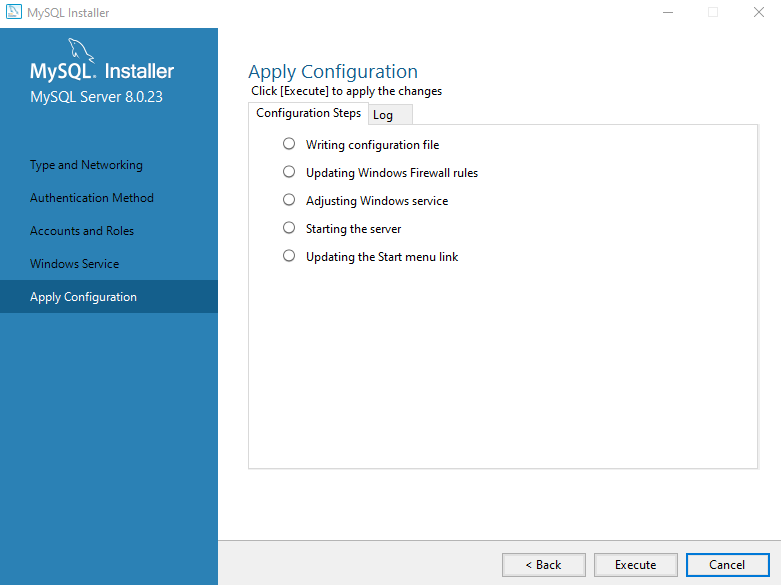 MySQL Installer
MySQL. Installer
MySQL Server 8.0.23
Type and Networking
Authentication Method
Accounts and Roles
Windows Service
Apply Configuration
Apply Configuration
Click [Execute] to apply the changes
Configuration Steps
Log
Writing configuration file
Updating Windows Firewall rules
Adjusting Windows service
Starting the server
Updating the Start menu link
< Back
Execute
Cancel